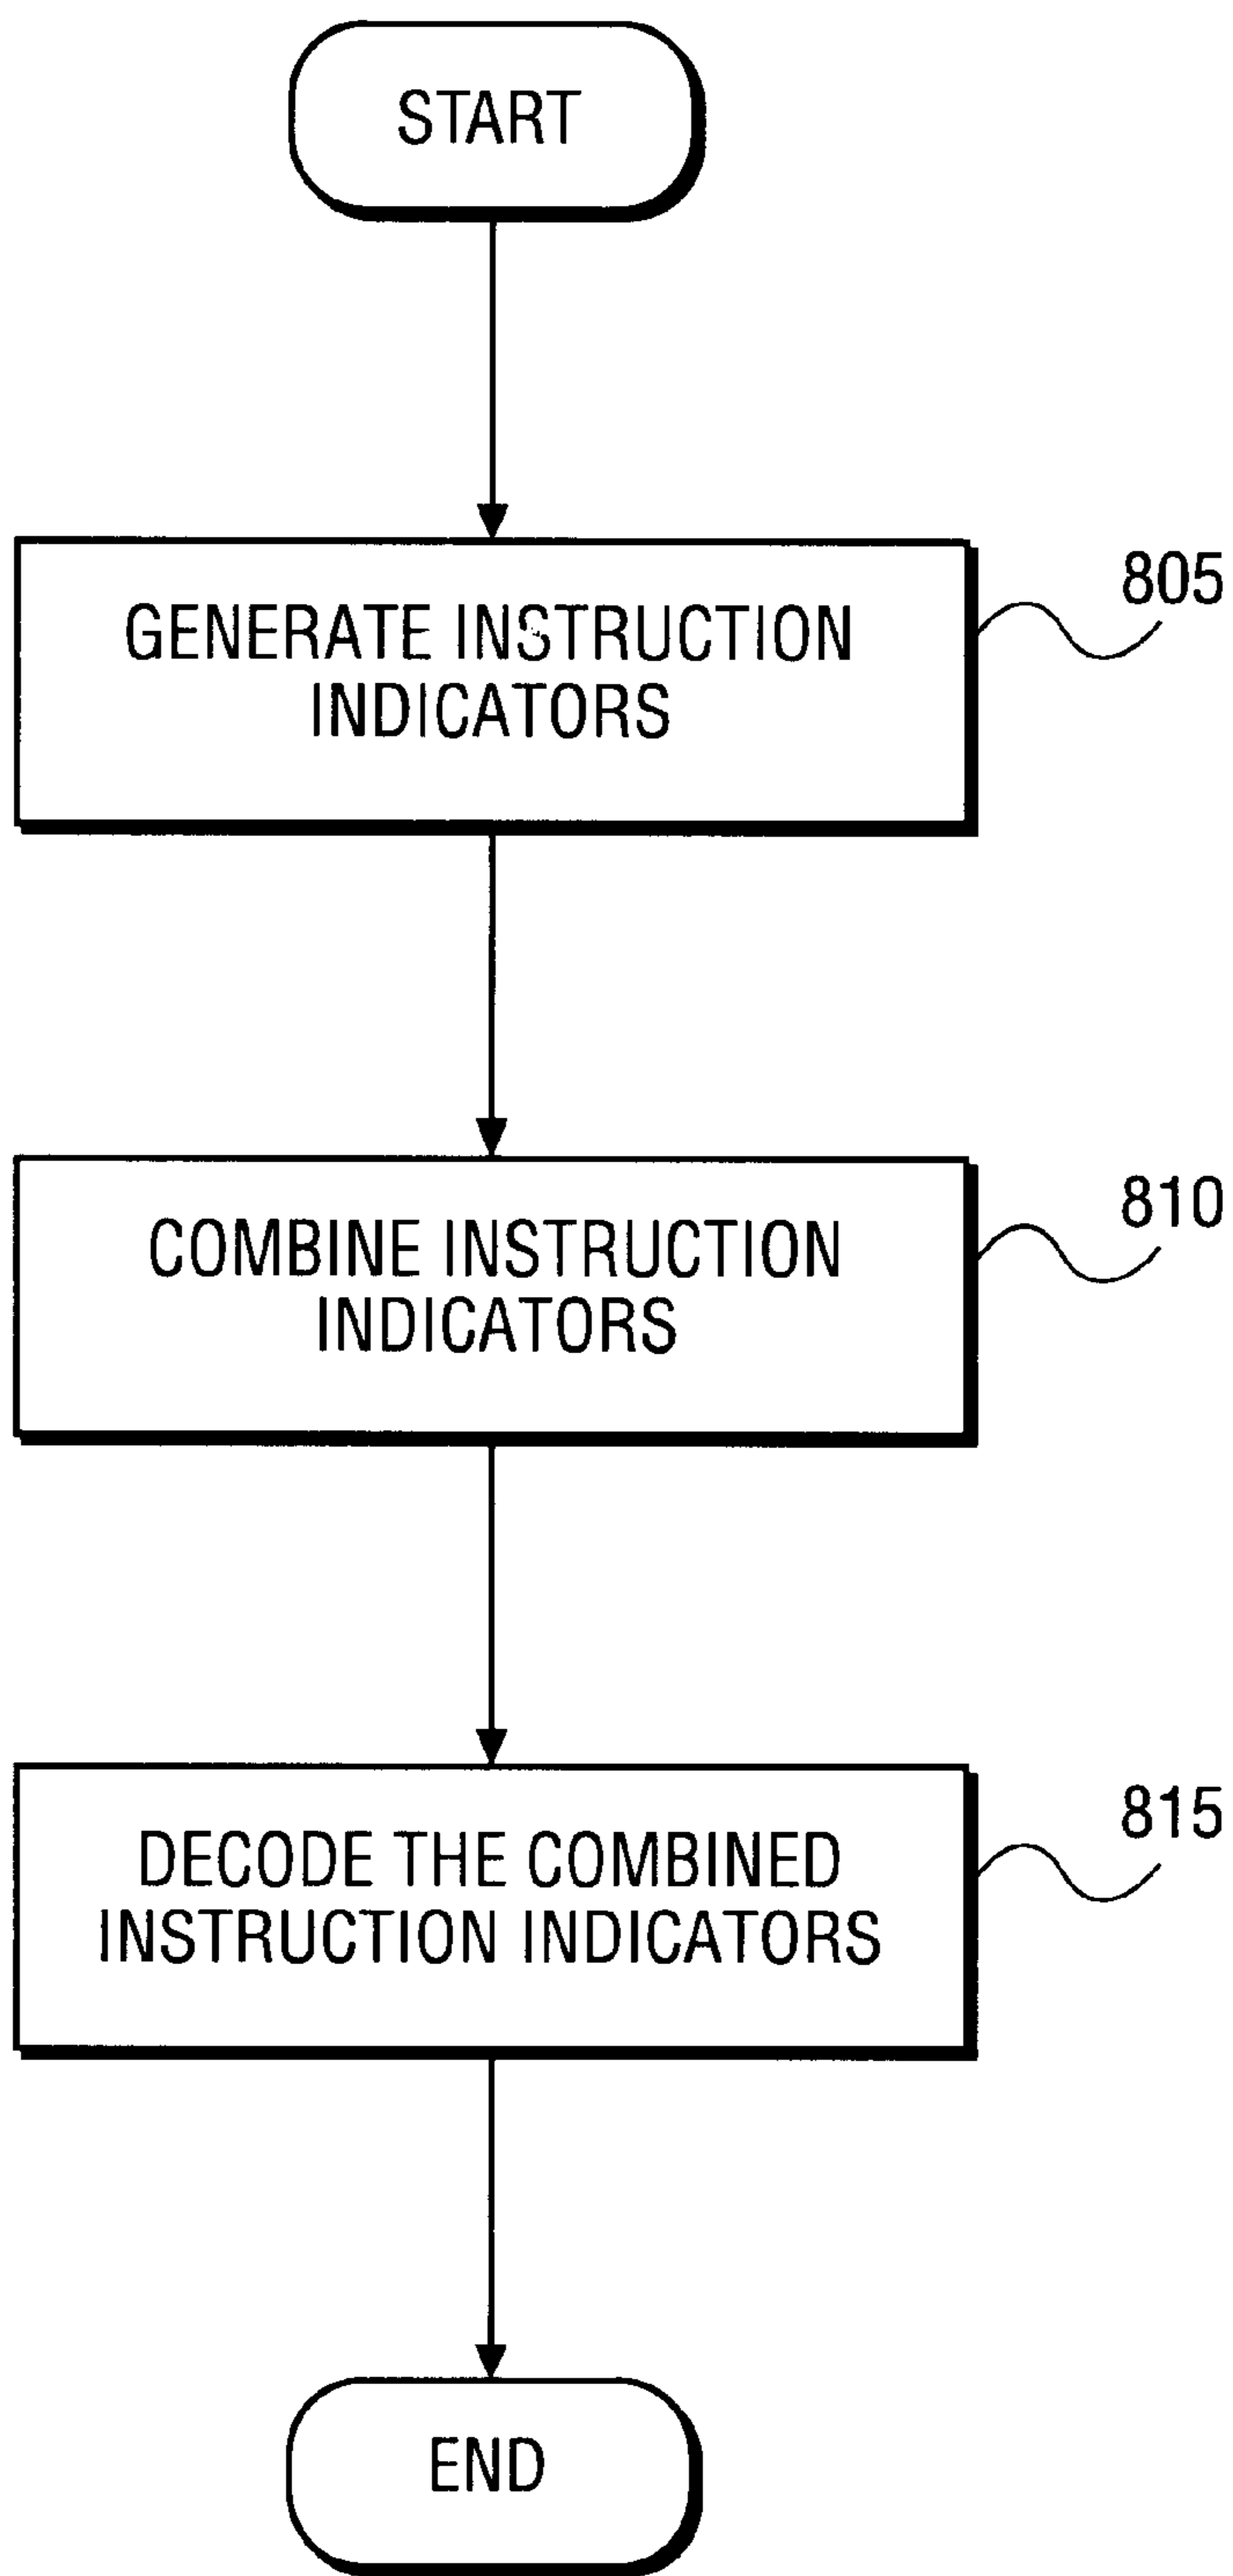 START
GENERATE INSTRUCTION
INDICATORS
805
COMBINE INSTRUCTION
INDICATORS
810
DECODE THE COMBINED
INSTRUCTION INDICATORS
815
END